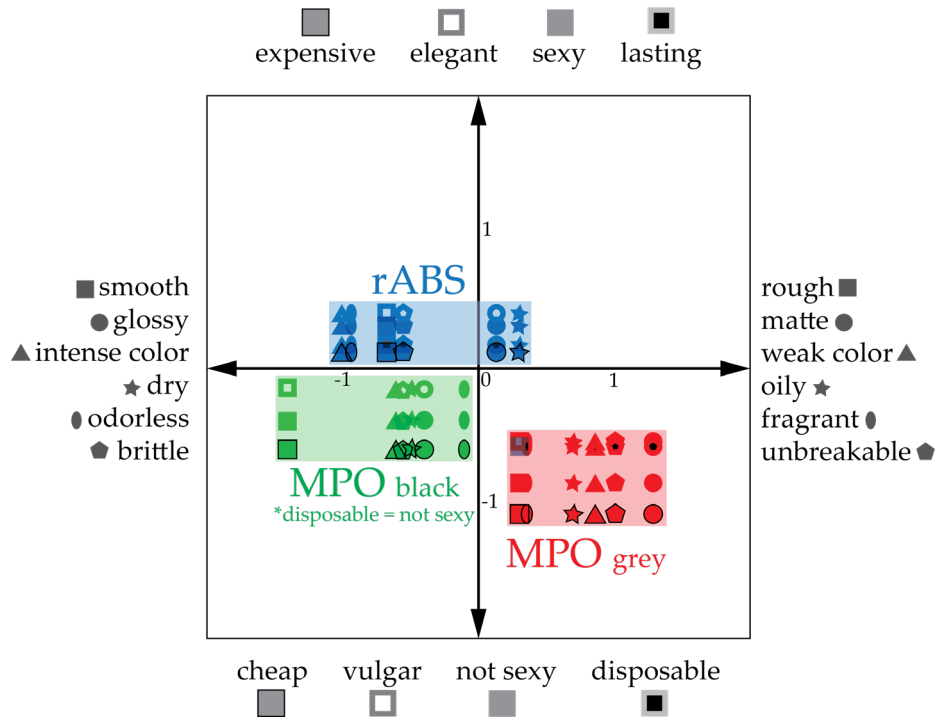 expensive elegant sexy lasting
1
rABS
smooth
glossy
intense color
dry
odorless
brittle
rough
matte
weak color
oily
fragrant
unbreakable
-1 0 1
MPO black
*disposable = not sexy
-1
MPO grey
cheap vulgar not sexy disposable